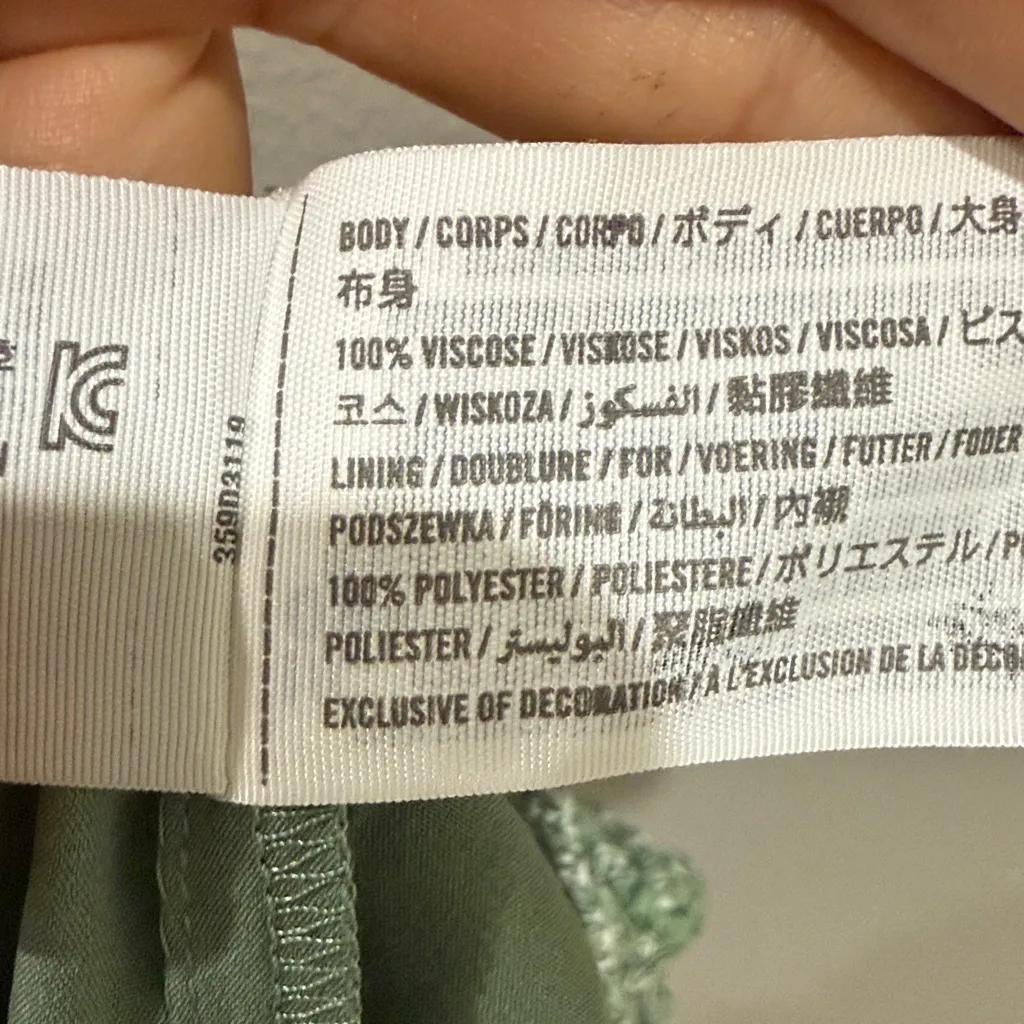 BODY / CORPS / CORPO / ボディ / CUERPO / 大身
布身
100% VISCOSE / VISKOSE / VISKOS / VISCOSA / ビス
코스 / WISKOZA / الفسكوز / 黏膠纖維
LINING / DOUBLURE / FOR / VOERING / FUTTER / FODER
PODSZEWKA / FÖRING / البطانة / 內襯
100% POLYESTER / POLIESTERE / ポリエステル /
POLIESTER / البوليستر / 聚脂纖維
EXCLUSIVE OF DECORATION / A L'EXCLUSION DE LA DÉCO
359D3119